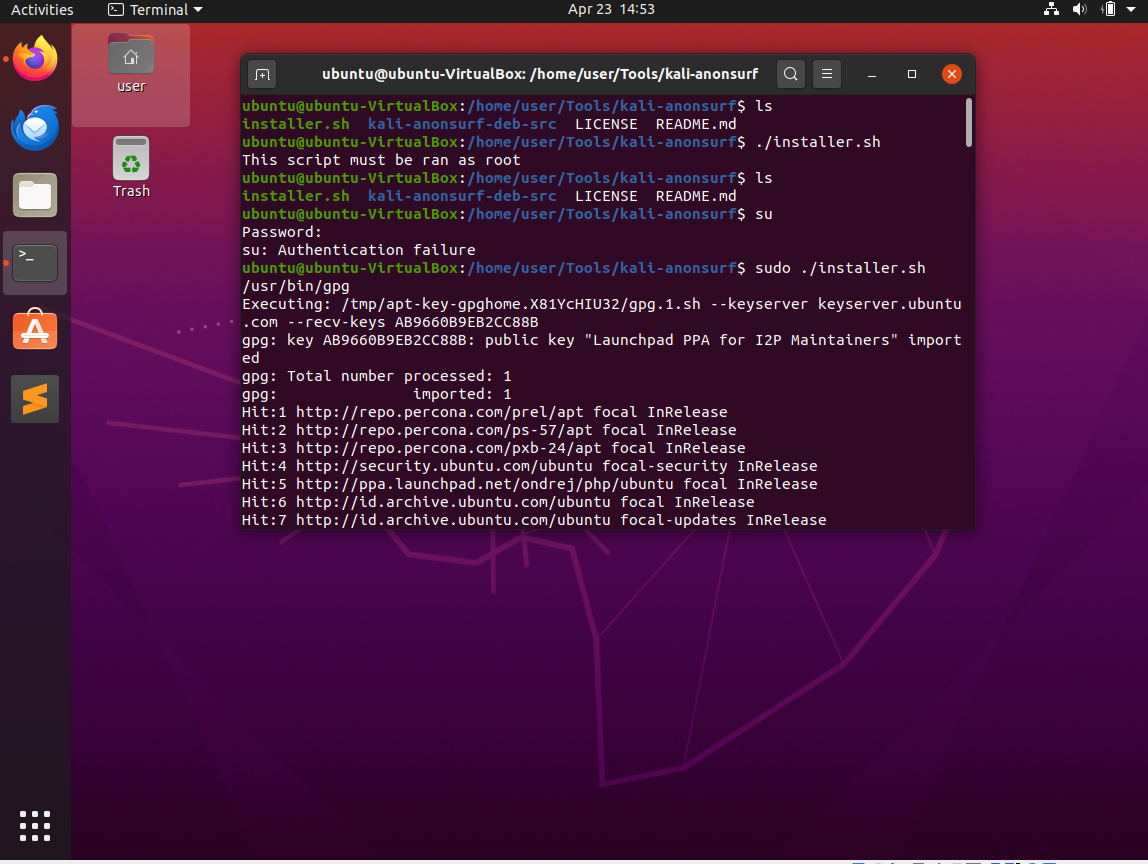 Activities Terminal Apr 23 14:53
user
Trash
ubuntu@ubuntu-VirtualBox: /home/user/Tools/kali-anonsurf
ubuntu@ubuntu-VirtualBox:/home/user/Tools/kali-anonsurf$ ls
installer.sh kali-anonsurf-deb-src LICENSE README.md
ubuntu@ubuntu-VirtualBox:/home/user/Tools/kali-anonsurf$ ./installer.sh
This script must be ran as root
ubuntu@ubuntu-VirtualBox:/home/user/Tools/kali-anonsurf$ ls
installer.sh kali-anonsurf-deb-src LICENSE README.md
ubuntu@ubuntu-VirtualBox:/home/user/Tools/kali-anonsurf$ su
Password:
su: Authentication failure
ubuntu@ubuntu-VirtualBox:/home/user/Tools/kali-anonsurf$ sudo ./installer.sh
/usr/bin/gpg
Executing: /tmp/apt-key-gpghome.X81YcHIU32/gpg.1.sh --keyserver keyserver.ubuntu
.com --recv-keys AB9660B9EB2CC88B
gpg: key AB9660B9EB2CC88B: public key "Launchpad PPA for I2P Maintainers" import
ed
gpg: Total number processed: 1
gpg:               imported: 1
Hit:1 http://repo.percona.com/prel/apt focal InRelease
Hit:2 http://repo.percona.com/ps-57/apt focal InRelease
Hit:3 http://repo.percona.com/pxb-24/apt focal InRelease
Hit:4 http://security.ubuntu.com/ubuntu focal-security InRelease
Hit:5 http://ppa.launchpad.net/ondrej/php/ubuntu focal InRelease
Hit:6 http://id.archive.ubuntu.com/ubuntu focal InRelease
Hit:7 http://id.archive.ubuntu.com/ubuntu focal-updates InRelease